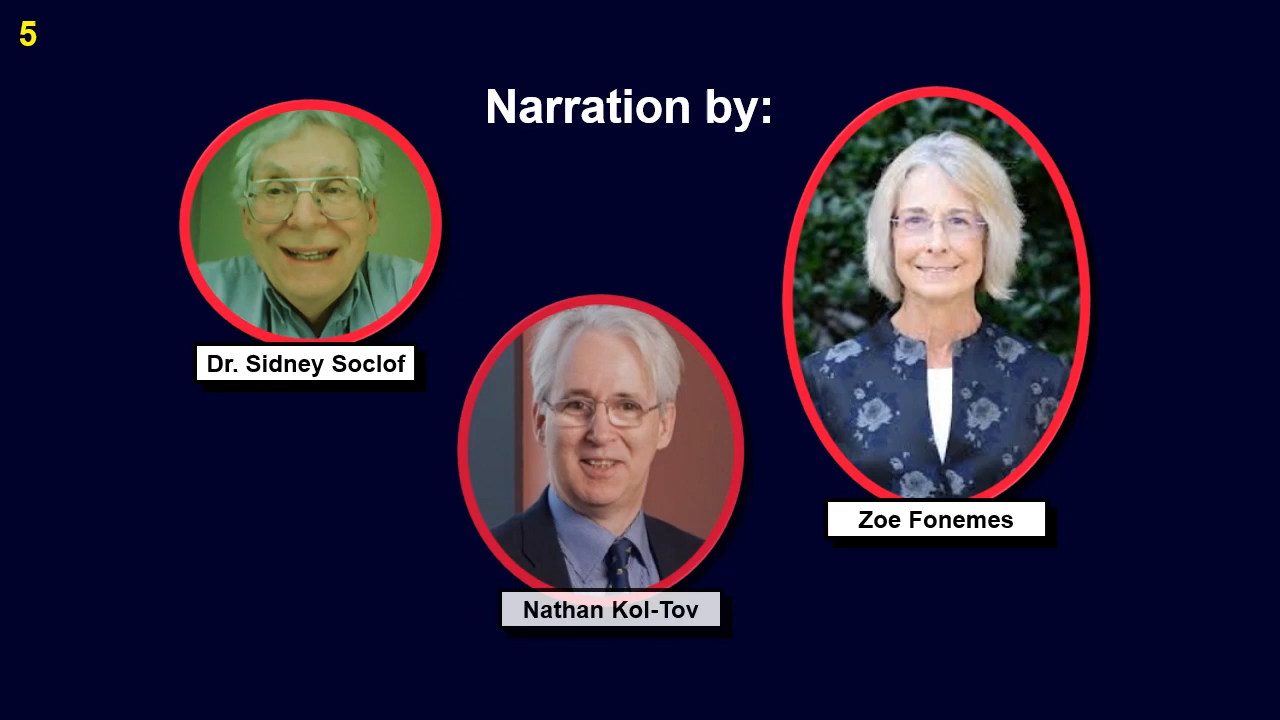 5
Narration by:
Dr. Sidney Soclof
Nathan Kol-Tov
Zoe Fonemes